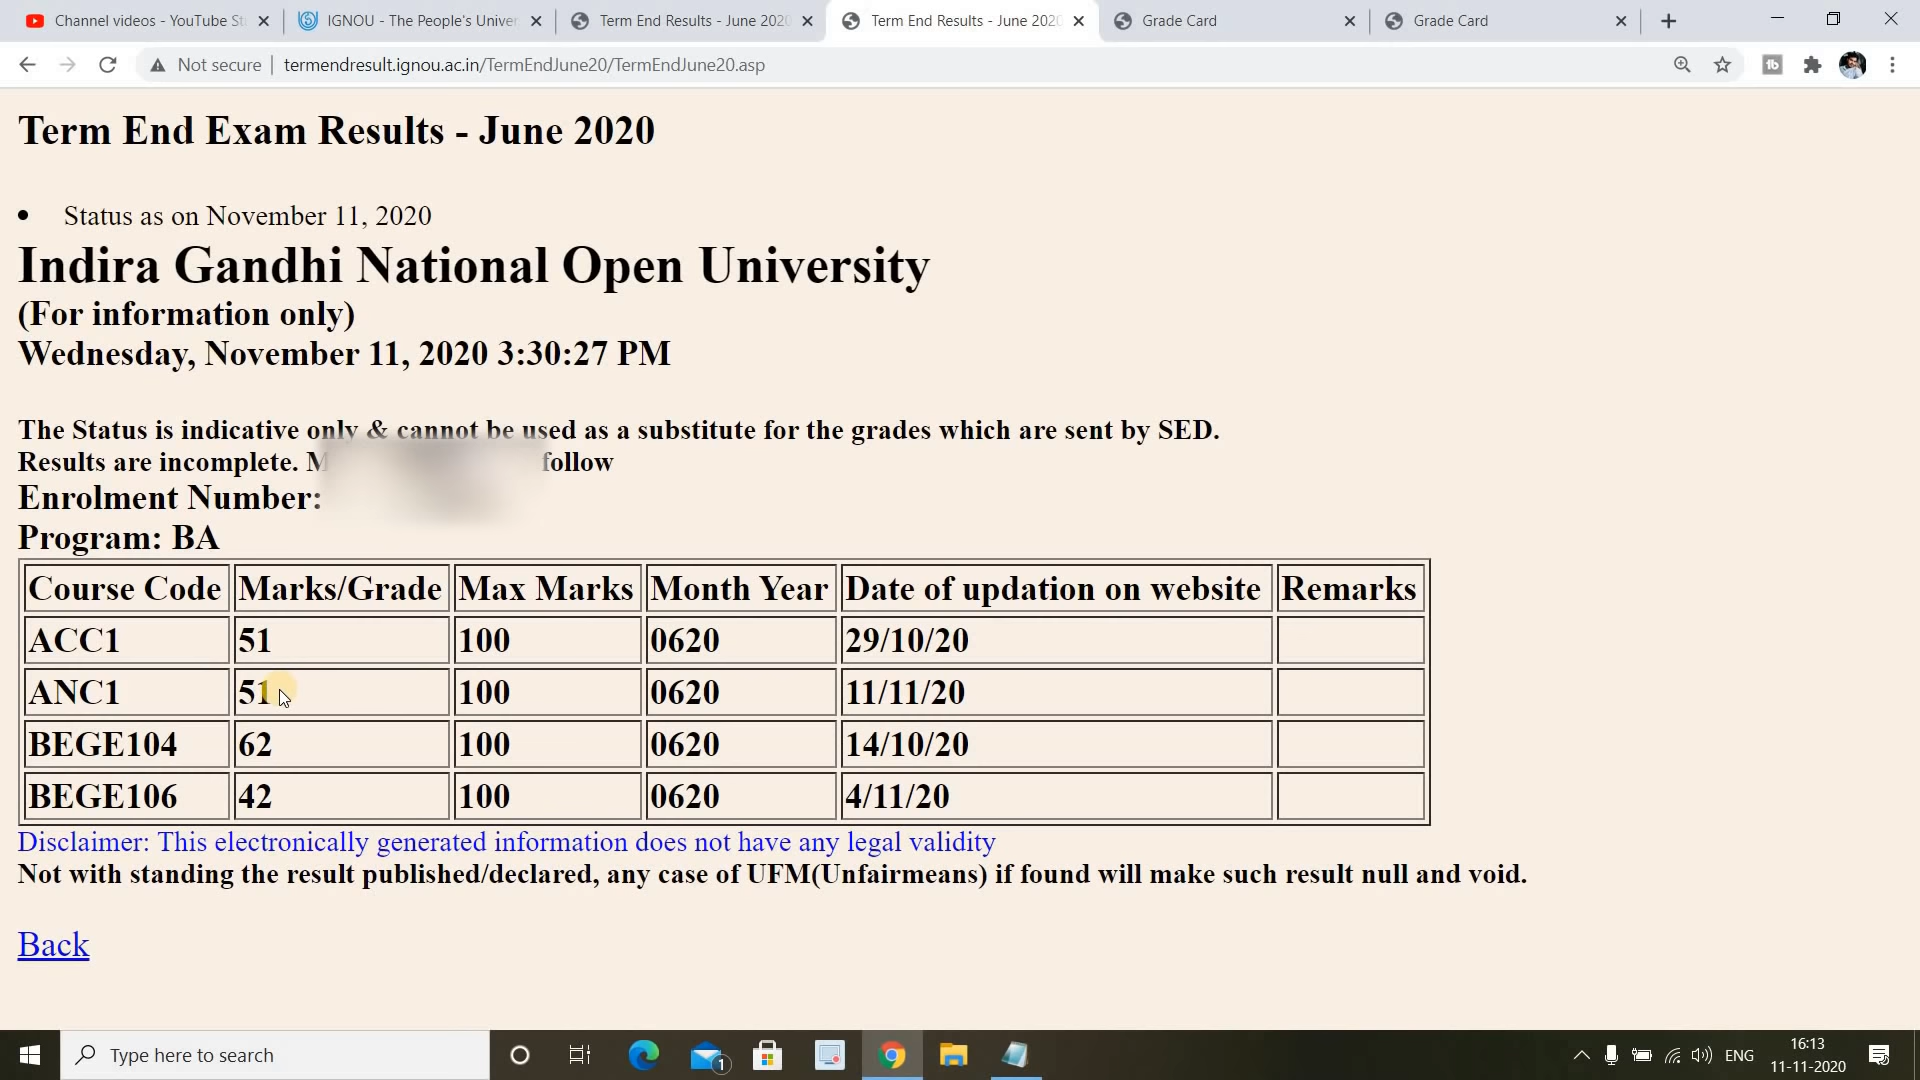 Channel videos - YouTube St
IGNOU - The People's Univer
Term End Results - June 2020
Term End Results - June 2020
Grade Card
Grade Card
Not secure
termendresult.ignou.ac.in/TermEndJune20/TermEndJune20.asp
Term End Exam Results - June 2020
• Status as on November 11, 2020
Indira Gandhi National Open University
(For information only)
Wednesday, November 11, 2020 3:30:27 PM
The Status is indicative only & cannot be used as a substitute for the grades which are sent by SED.
Results are incomplete. follow
Enrolment Number:
Program: BA
Course Code Marks/Grade Max Marks Month Year Date of updation on website Remarks
ACC1 51 100 0620 29/10/20
ANC1 51 100 0620 11/11/20
BEGE104 62 100 0620 14/10/20
BEGE106 42 100 0620 4/11/20
Disclaimer: This electronically generated information does not have any legal validity
Not with standing the result published/declared, any case of UFM(Unfairmeans) if found will make such result null and void.
Back
Type here to search
1
ENG
16:13
11-11-2020